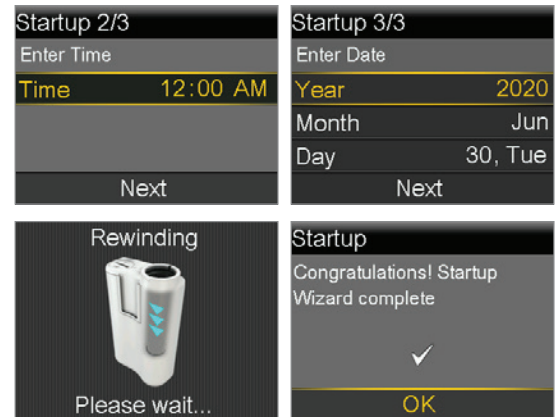 Startup 2/3
Enter Time
Time 12:00 AM
Next
Startup 3/3
Enter Date
Year 2020
Month Jun
Day 30, Tue
Next
Rewinding
Please wait...
Startup
Congratulations! Startup
Wizard complete
OK